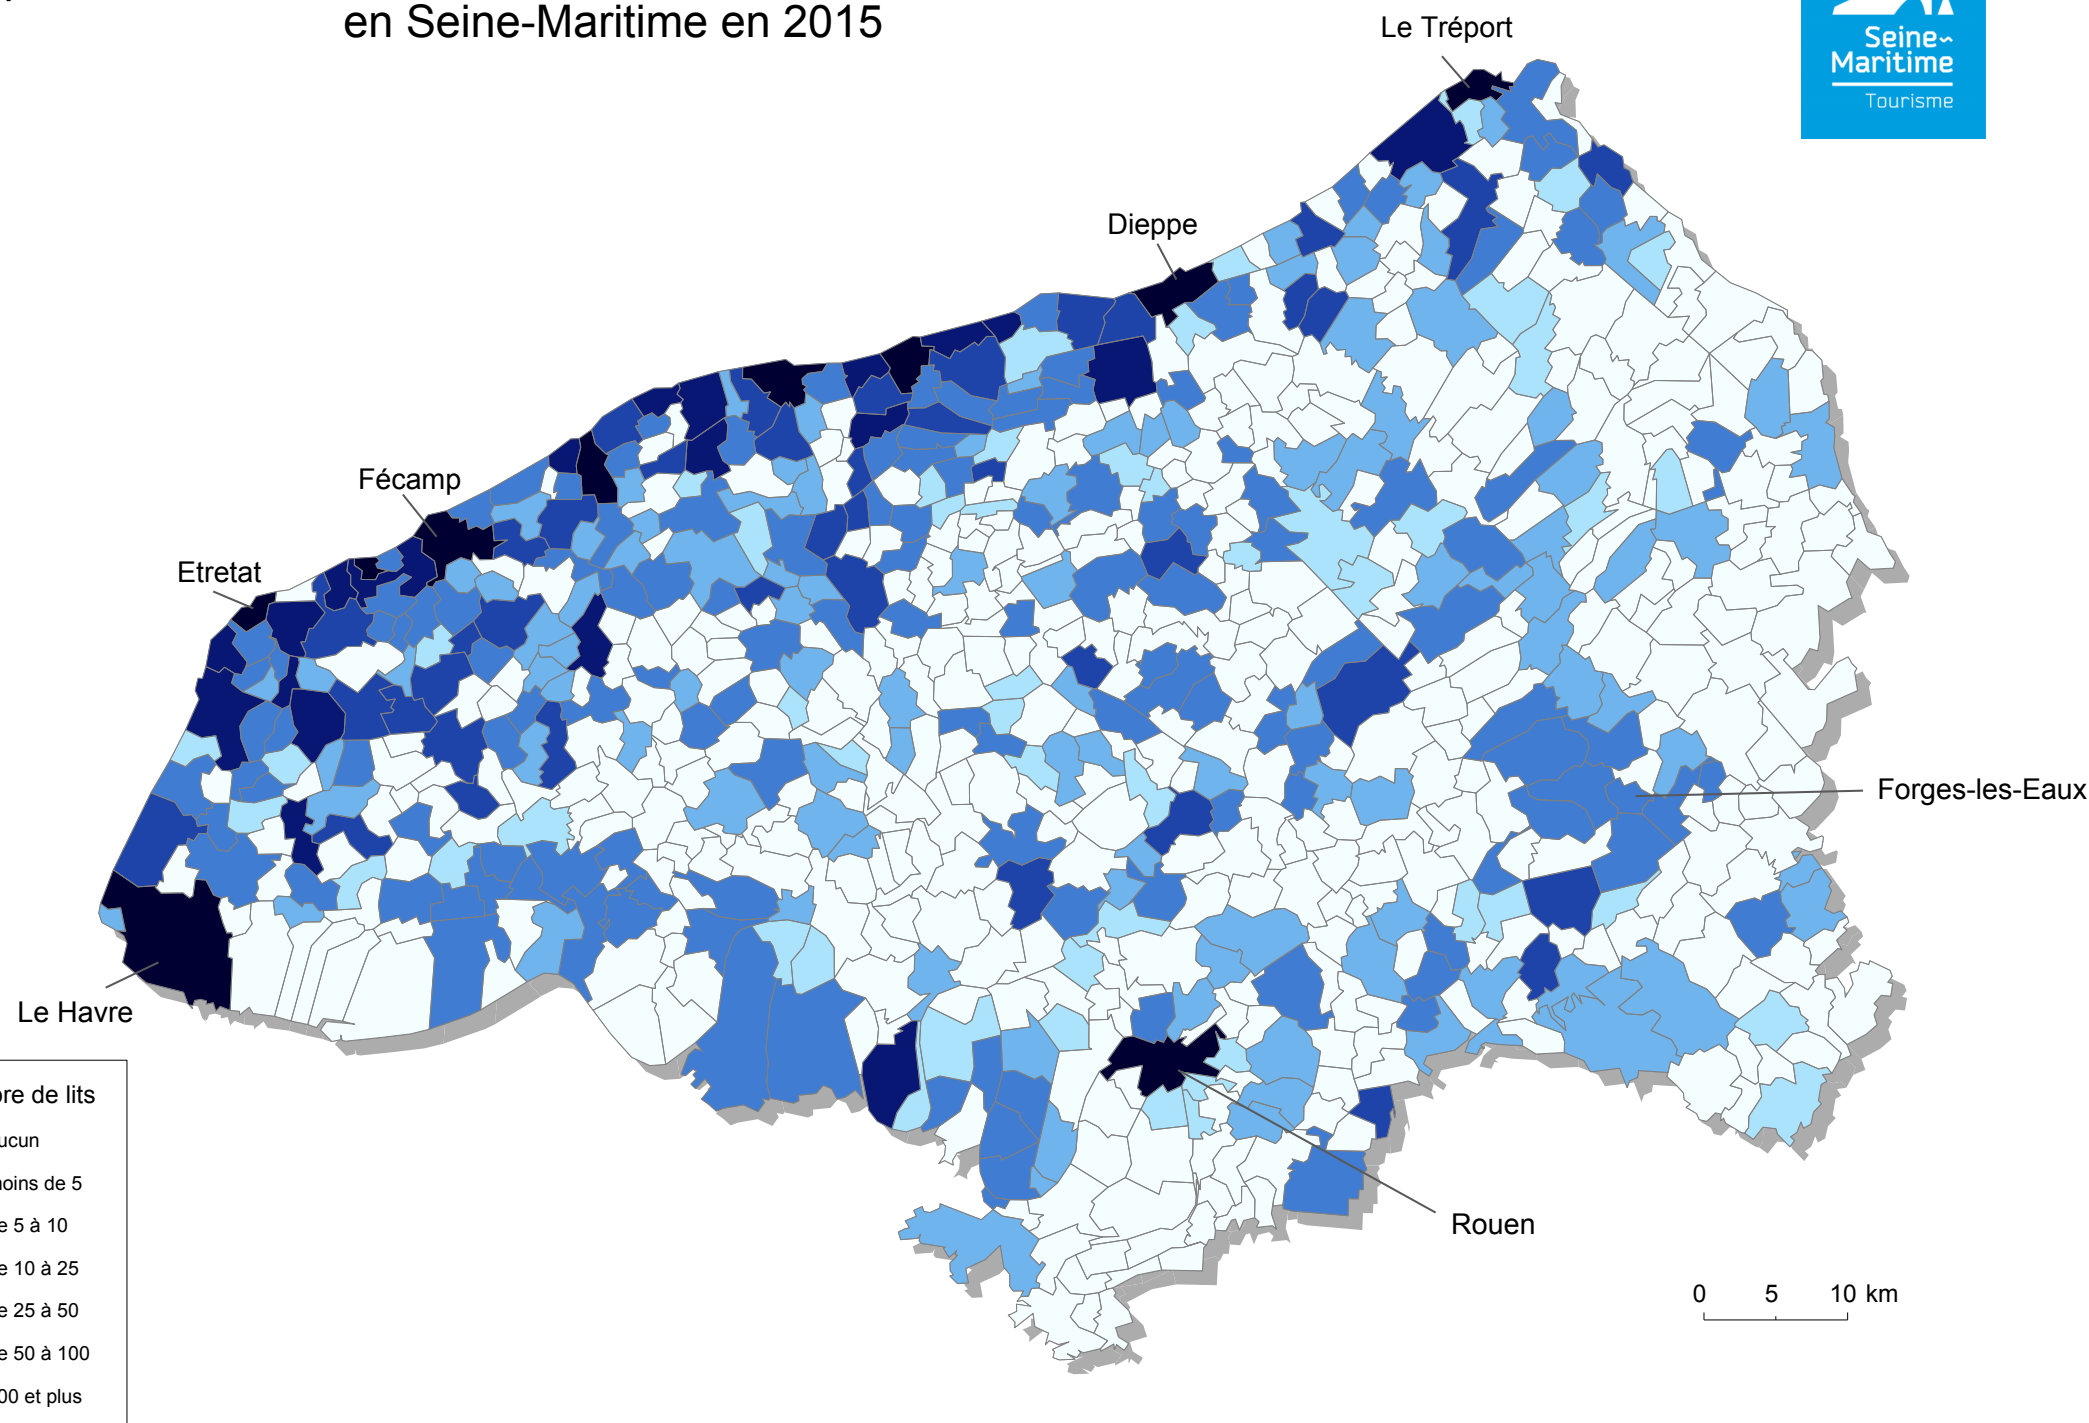 en Seine-Maritime en 2015
Seine~
Maritime
Tourisme
Le Tréport
Dieppe
Fécamp
Etretat
Forges-les-Eaux
Le Havre
Rouen
bre de lits
ucun
moins de 5
e 5 à 10
e 10 à 25
e 25 à 50
e 50 à 100
00 et plus
0 5 10 km